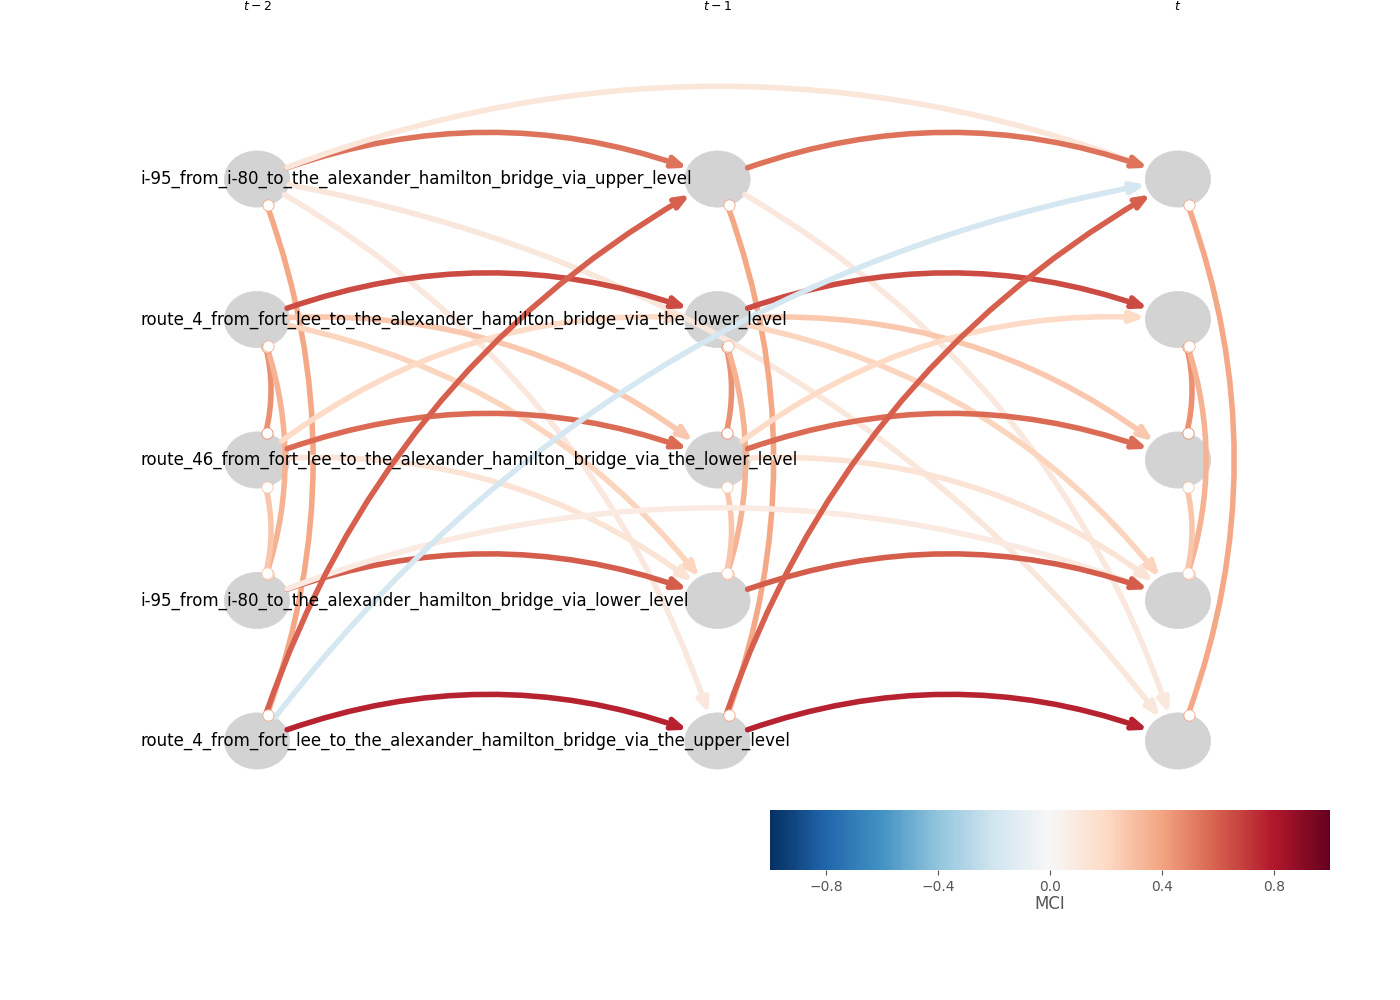 t − 2 t − 1 t
i-95_from_i-80_to_the_alexander_hamilton_bridge_via_upper_level
route_4_from_fort_lee_to_the_alexander_hamilton_bridge_via_the_lower_level
route_46_from_fort_lee_to_the_alexander_hamilton_bridge_via_the_lower_level
i-95_from_i-80_to_the_alexander_hamilton_bridge_via_lower_level
route_4_from_fort_lee_to_the_alexander_hamilton_bridge_via_the_upper_level
−0.8 −0.4 0.0 0.4 0.8
MCI